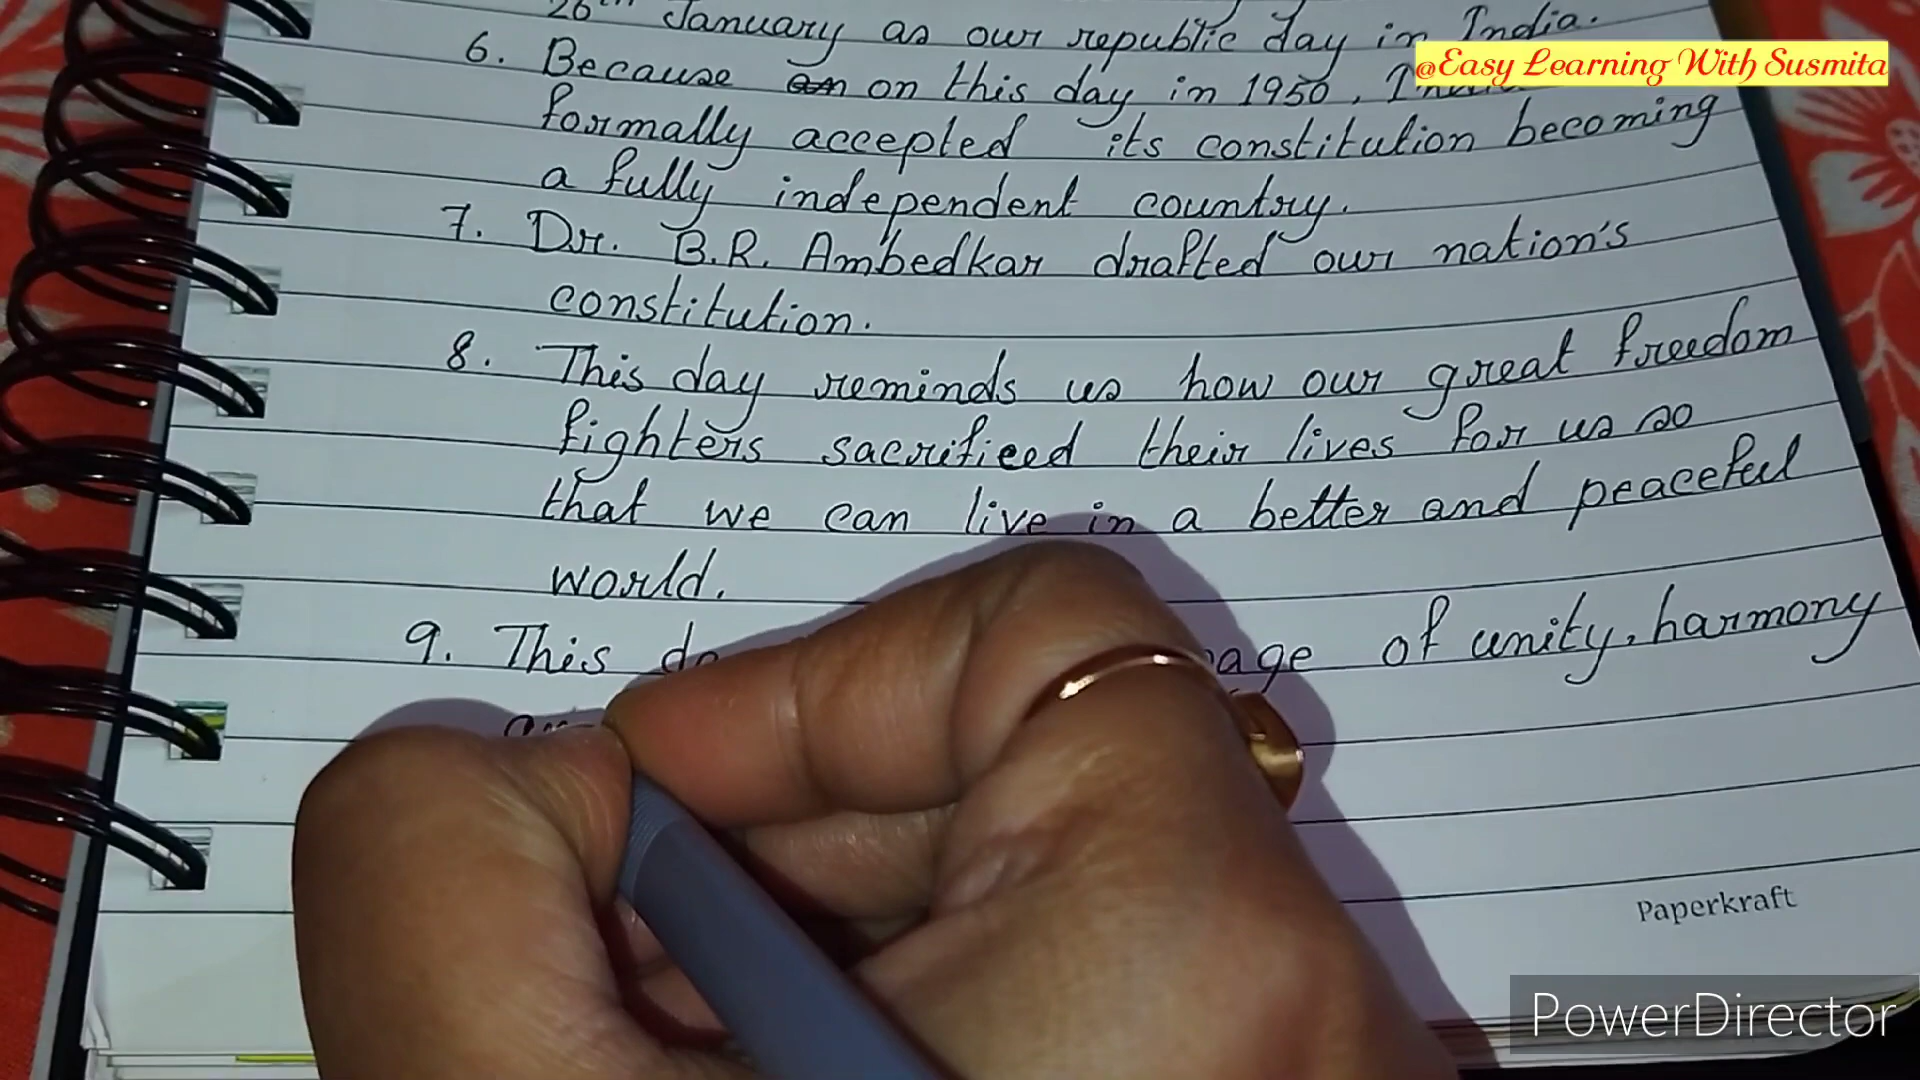 26th January as our republic day in India.
@Easy Learning With Susmita
6. Because on on this day in 1950, India
formally accepted its constitution becoming
a fully independent country.
7. Dr. B.R. Ambedkar drafted our nation's
constitution.
8. This day reminds us how our great freedom
fighters sacrificed their lives for us so
that we can live in a better and peaceful
world.
9. This of unity, harmony
Paperkraft
PowerDirector